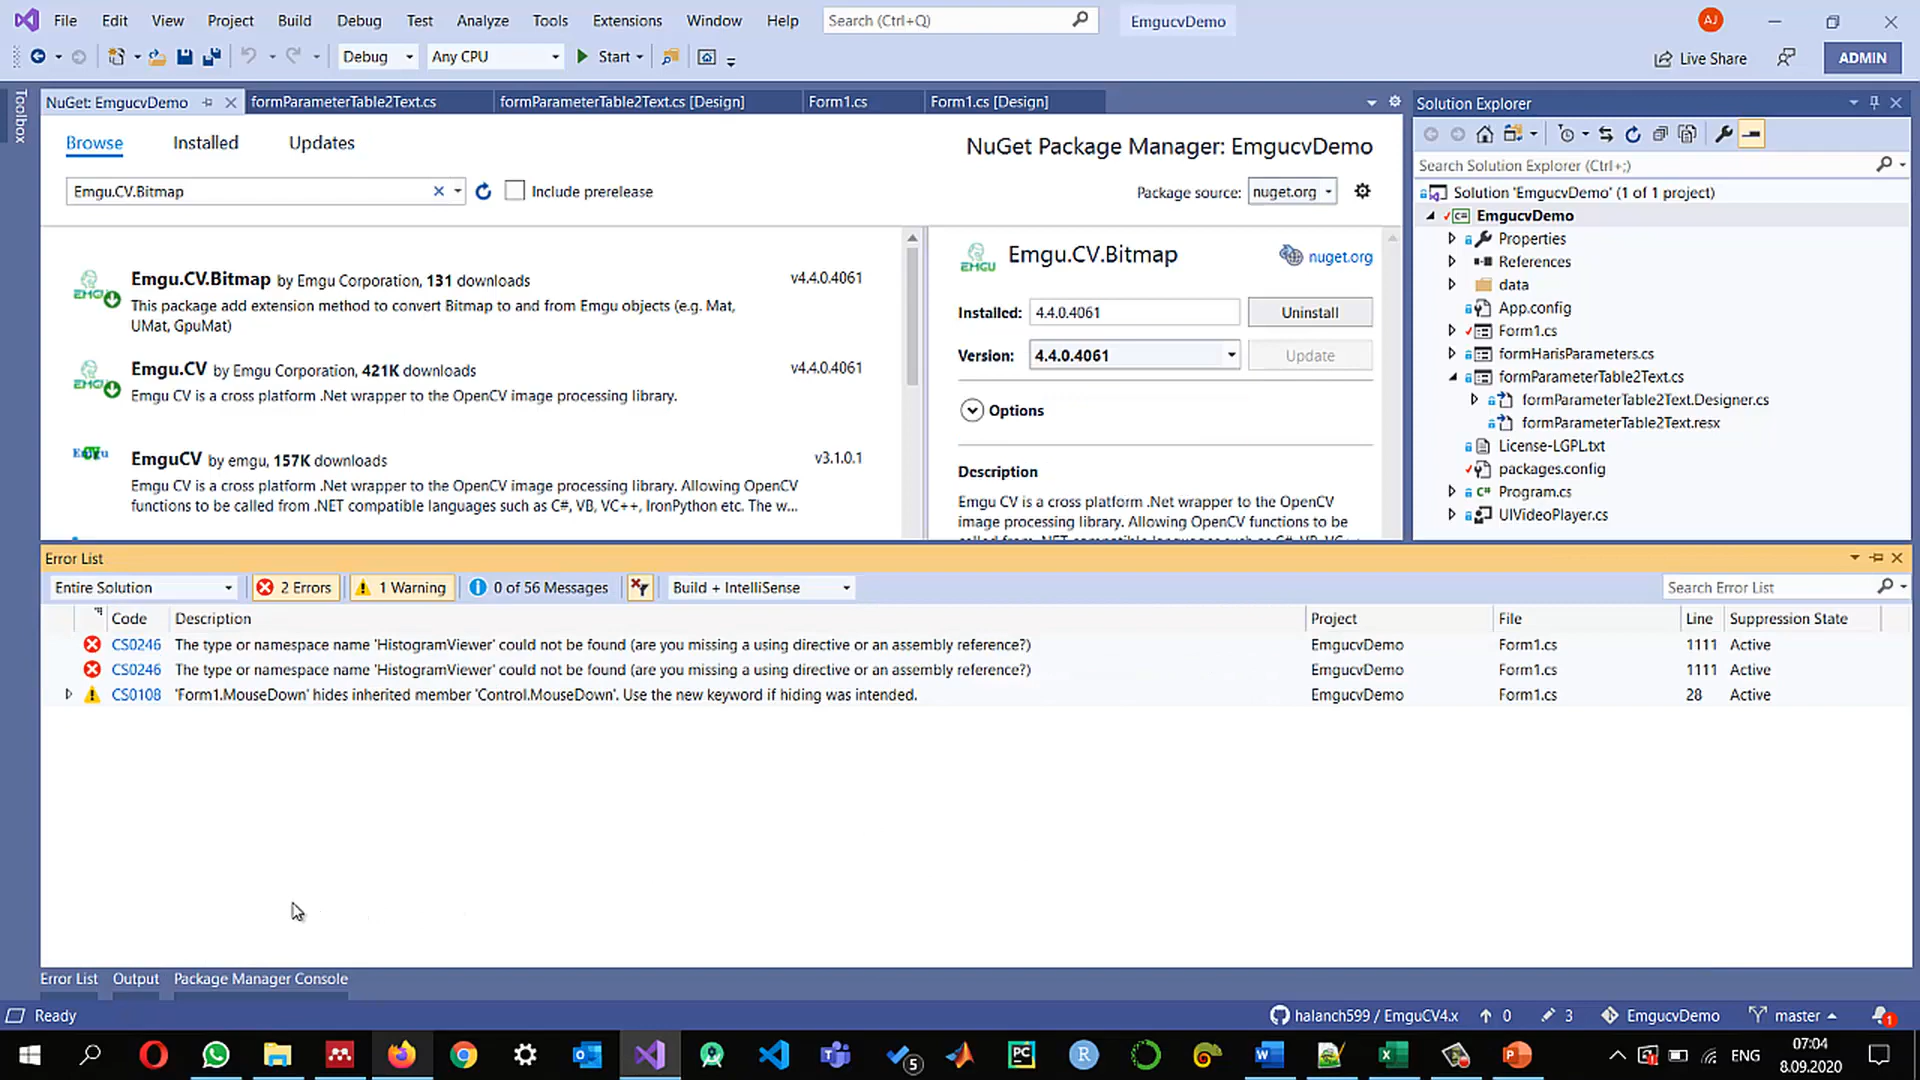 File Edit View Project Build Debug Test Analyze Tools Extensions Window Help Search (Ctrl+Q) EmgucvDemo AJ
Debug Any CPU Start Live Share ADMIN
Toolbox
NuGet: EmgucvDemo formParameterTable2Text.cs formParameterTable2Text.cs [Design] Form1.cs Form1.cs [Design]
Browse Installed Updates
NuGet Package Manager: EmgucvDemo
Emgu.CV.Bitmap Include prerelease
Package source: nuget.org
Emgu.CV.Bitmap by Emgu Corporation, 131 downloads v4.4.0.4061
This package add extension method to convert Bitmap to and from Emgu objects (e.g. Mat,
UMat, GpuMat)
Emgu.CV by Emgu Corporation, 421K downloads v4.4.0.4061
Emgu CV is a cross platform .Net wrapper to the OpenCV image processing library.
EmguCV by emgu, 157K downloads v3.1.0.1
Emgu CV is a cross platform .Net wrapper to the OpenCV image processing library. Allowing OpenCV
functions to be called from .NET compatible languages such as C#, VB, VC++, IronPython etc. The w...
EMGU
Emgu.CV.Bitmap
nuget.org
Installed: 4.4.0.4061 Uninstall
Version: 4.4.0.4061 Update
Options
Description
Emgu CV is a cross platform .Net wrapper to the OpenCV
image processing library. Allowing OpenCV functions to be
Solution Explorer
Search Solution Explorer (Ctrl+;)
Solution 'EmgucvDemo' (1 of 1 project)
EmgucvDemo
Properties
References
data
App.config
Form1.cs
formHarisParameters.cs
formParameterTable2Text.cs
formParameterTable2Text.Designer.cs
formParameterTable2Text.resx
License-LGPL.txt
packages.config
Program.cs
UIVideoPlayer.cs
Error List
Entire Solution 2 Errors 1 Warning 0 of 56 Messages Build + IntelliSense Search Error List
Code Description Project File Line Suppression State
CS0246 The type or namespace name 'HistogramViewer' could not be found (are you missing a using directive or an assembly reference?) EmgucvDemo Form1.cs 1111 Active
CS0246 The type or namespace name 'HistogramViewer' could not be found (are you missing a using directive or an assembly reference?) EmgucvDemo Form1.cs 1111 Active
CS0108 'Form1.MouseDown' hides inherited member 'Control.MouseDown'. Use the new keyword if hiding was intended. EmgucvDemo Form1.cs 28 Active
Error List Output Package Manager Console
Ready halanch599 / EmguCV4.x 0 3 EmgucvDemo master 1
5 PC R ENG 07:04
8.09.2020